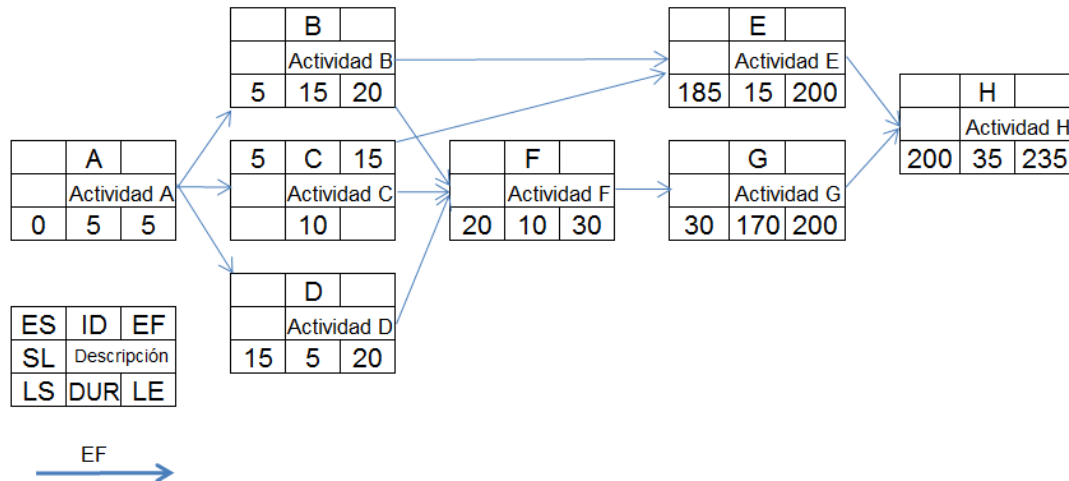 B
Actividad B
5 15 20
E
Actividad E
185 15 200
H
Actividad H
200 35 235
A
Actividad A
0 5 5
5 C 15
Actividad C
10
F
Actividad F
20 10 30
G
Actividad G
30 170 200
D
Actividad D
15 5 20
ES ID EF
SL Descripción
LS DUR LE
EF